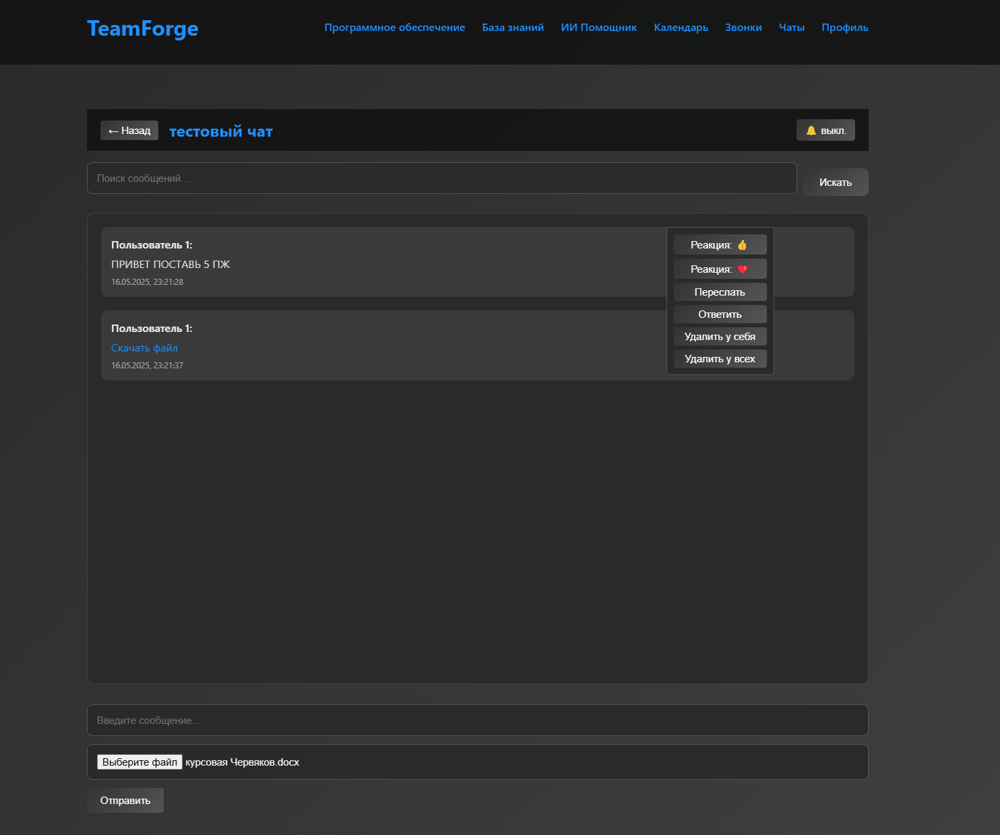 TeamForge
Программное обеспечение База знаний ИИ Помощник Календарь Звонки Чаты Профиль
← Назад тестовый чат 🔔 выкл.
Поиск сообщений… Искать
Пользователь 1:
ПРИВЕТ ПОСТАВЬ 5 ПЖ
16.05.2025, 23:21:28
Реакция: 👍
Реакция: ❤️
Переслать
Ответить
Удалить у себя
Удалить у всех
Пользователь 1:
Скачать файл
16.05.2025, 23:21:37
Введите сообщение…
Выберите файл курсовая Червяков.docx
Отправить